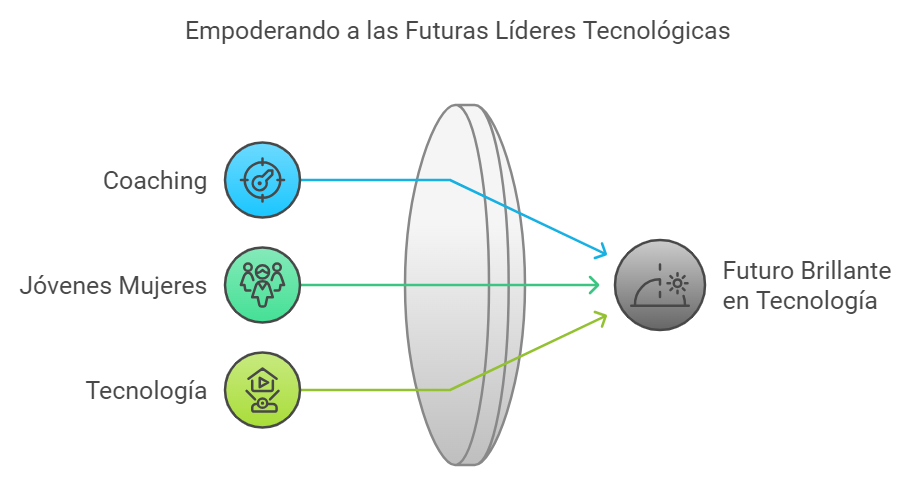 Empoderando a las Futuras Líderes Tecnológicas
Coaching
Jóvenes Mujeres
Tecnología
Futuro Brillante
en Tecnología